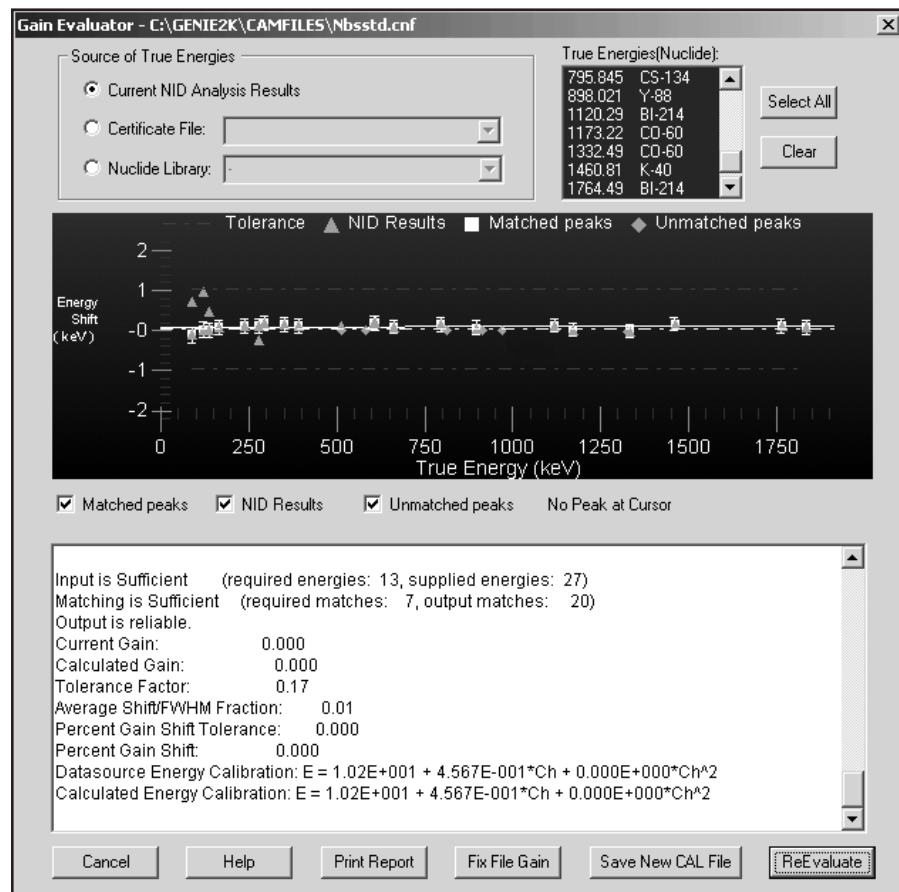 Gain Evaluator - C:\GENIE2K\CAMFILES\Nbsstd.cnf
Source of True Energies
Current NID Analysis Results
Certificate File:
Nuclide Library: -
True Energies(Nuclide):
795.845 CS-134
898.021 Y-88
1120.29 BI-214
1173.22 CO-60
1332.49 CO-60
1460.81 K-40
1764.49 BI-214
Select All
Clear
Tolerance NID Results Matched peaks Unmatched peaks
Energy
Shift
(keV)
2
1
-0
-1
-2
0 250 500 750 1000 1250 1500 1750
True Energy (keV)
Matched peaks NID Results Unmatched peaks No Peak at Cursor
Input is Sufficient (required energies: 13, supplied energies: 27)
Matching is Sufficient (required matches: 7, output matches: 20)
Output is reliable.
Current Gain: 0.000
Calculated Gain: 0.000
Tolerance Factor: 0.17
Average Shift/FWHM Fraction: 0.01
Percent Gain Shift Tolerance: 0.000
Percent Gain Shift: 0.000
Datasource Energy Calibration: E = 1.02E+001 + 4.567E-001*Ch + 0.000E+000*Ch^2
Calculated Energy Calibration: E = 1.02E+001 + 4.567E-001*Ch + 0.000E+000*Ch^2
Cancel Help Print Report Fix File Gain Save New CAL File ReEvaluate